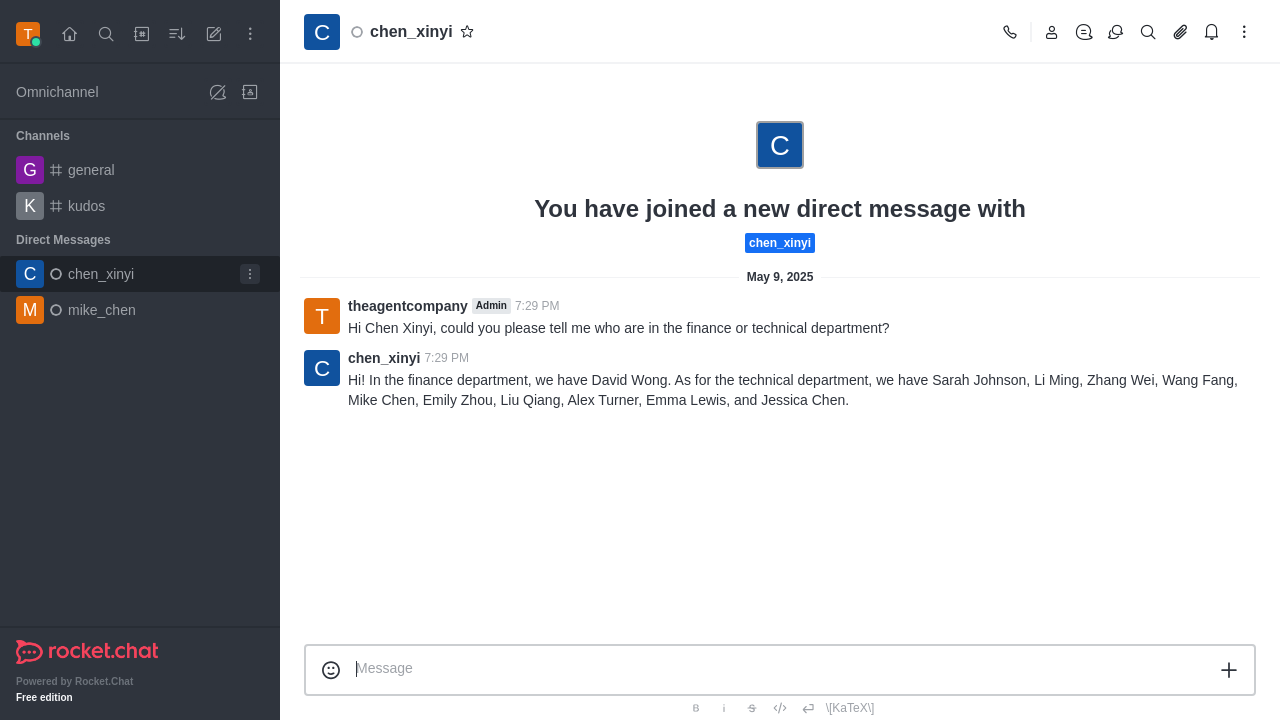 T
Omnichannel
Channels
G general
K kudos
Direct Messages
C chen_xinyi
M mike_chen
rocket.chat
Powered by Rocket.Chat
Free edition
C chen_xinyi
C
You have joined a new direct message with
chen_xinyi
May 9, 2025
T theagentcompany Admin 7:29 PM
Hi Chen Xinyi, could you please tell me who are in the finance or technical department?
C chen_xinyi 7:29 PM
Hi! In the finance department, we have David Wong. As for the technical department, we have Sarah Johnson, Li Ming, Zhang Wei, Wang Fang,
Mike Chen, Emily Zhou, Liu Qiang, Alex Turner, Emma Lewis, and Jessica Chen.
Message
B i S </> \[KaTeX\]